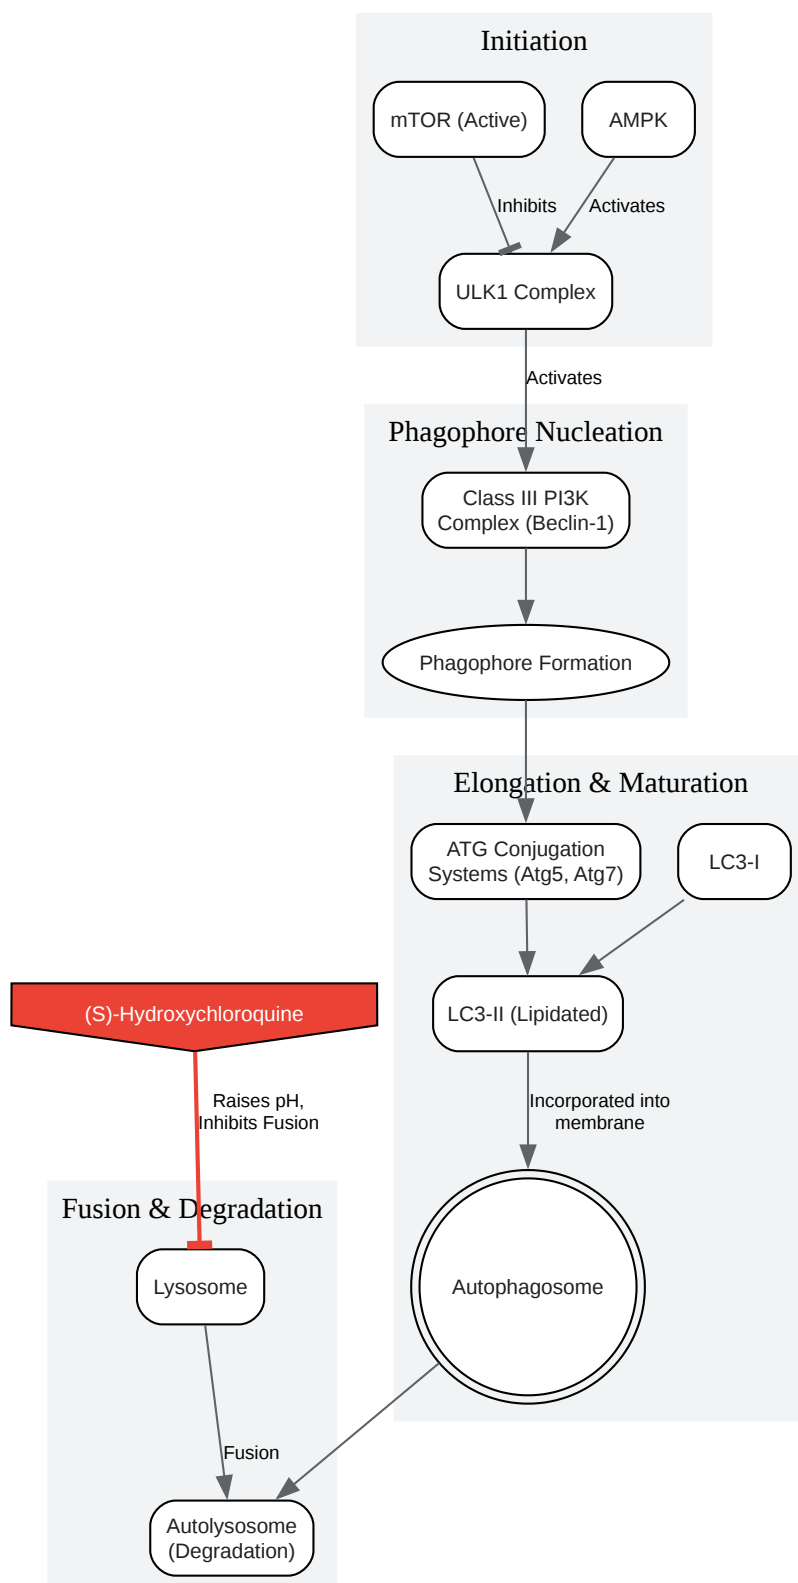 Initiation
mTOR (Active)
AMPK
Inhibits
Activates
ULK1 Complex
Activates
Phagophore Nucleation
Class III PI3K
Complex (Beclin-1)
Phagophore Formation
Elongation & Maturation
ATG Conjugation
Systems (Atg5, Atg7)
LC3-I
(S)-Hydroxychloroquine
LC3-II (Lipidated)
Raises pH,
Inhibits Fusion
Incorporated into
membrane
Fusion & Degradation
Lysosome
Autophagosome
Fusion
Autolysosome
(Degradation)